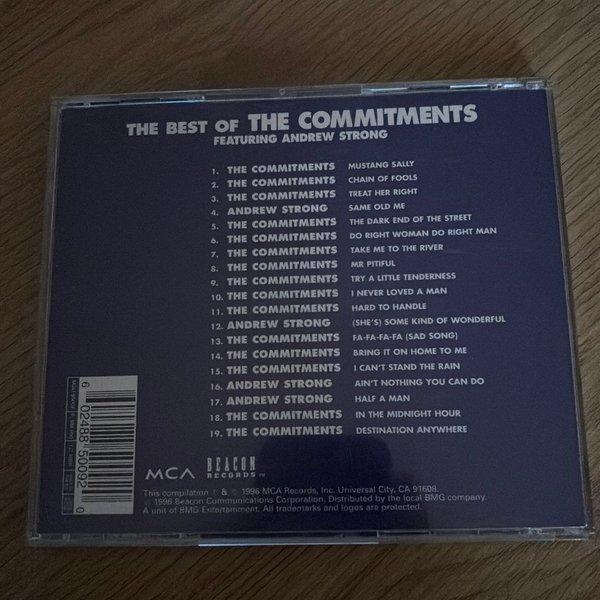 THE BEST OF THE COMMITMENTS
FEATURING ANDREW STRONG
1. THE COMMITMENTS MUSTANG SALLY
2. THE COMMITMENTS CHAIN OF FOOLS
3. THE COMMITMENTS TREAT HER RIGHT
4. ANDREW STRONG SAME OLD ME
5. THE COMMITMENTS THE DARK END OF THE STREET
6. THE COMMITMENTS DO RIGHT WOMAN DO RIGHT MAN
7. THE COMMITMENTS TAKE ME TO THE RIVER
8. THE COMMITMENTS MR PITIFUL
9. THE COMMITMENTS TRY A LITTLE TENDERNESS
10. THE COMMITMENTS I NEVER LOVED A MAN
11. THE COMMITMENTS HARD TO HANDLE
12. ANDREW STRONG (SHE'S) SOME KIND OF WONDERFUL
13. THE COMMITMENTS FA-FA-FA-FA (SAD SONG)
14. THE COMMITMENTS BRING IT ON HOME TO ME
15. THE COMMITMENTS I CAN'T STAND THE RAIN
16. ANDREW STRONG AIN'T NOTHING YOU CAN DO
17. ANDREW STRONG HALF A MAN
18. THE COMMITMENTS IN THE MIDNIGHT HOUR
19. THE COMMITMENTS DESTINATION ANYWHERE
6 02488 50092 0
MCA
BEACON
RECORDS™
This compilation ℗ & © 1996 MCA Records, Inc. Universal City, CA 91608.
© 1996 Beacon Communications Corporation. Distributed by the local BMG company.
A unit of BMG Entertainment. All trademarks and logos are protected.